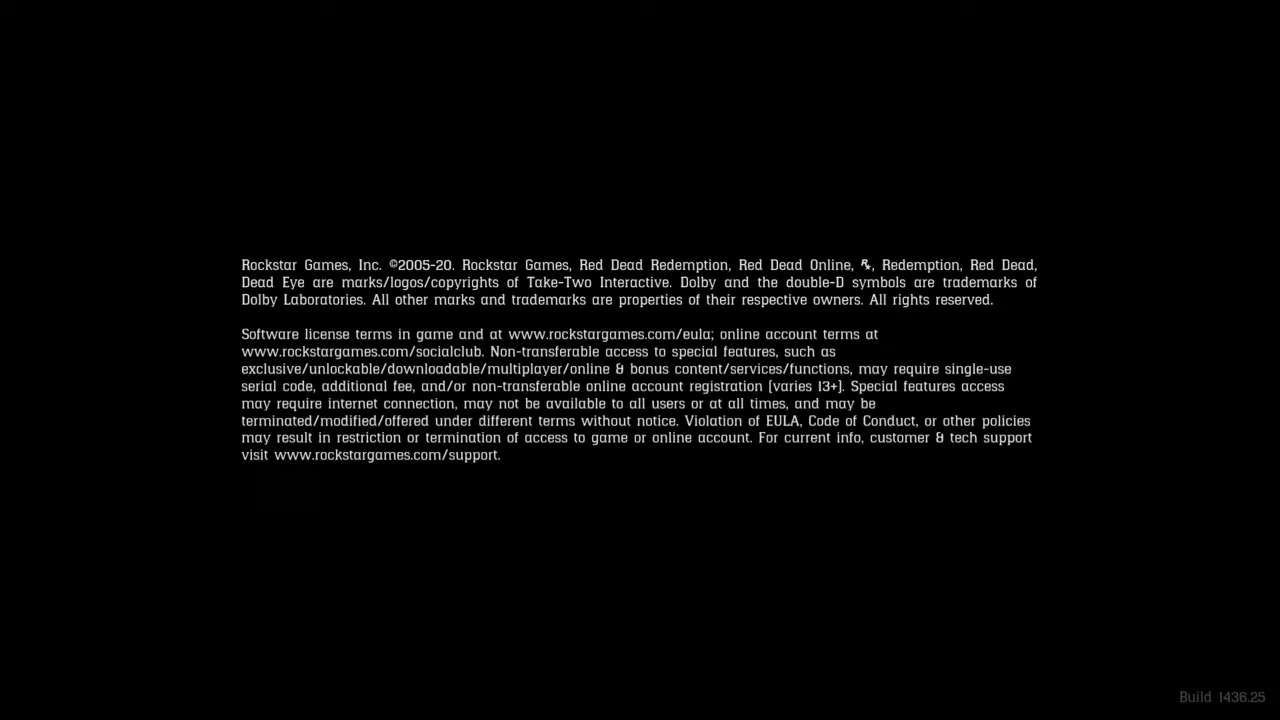 Rockstar Games, Inc. ©2005-20. Rockstar Games, Red Dead Redemption, Red Dead Online, , Redemption, Red Dead,
Dead Eye are marks/logos/copyrights of Take-Two Interactive. Dolby and the double-D symbols are trademarks of
Dolby Laboratories. All other marks and trademarks are properties of their respective owners. All rights reserved.
Software license terms in game and at www.rockstargames.com/eula; online account terms at
www.rockstargames.com/socialclub. Non-transferable access to special features, such as
exclusive/unlockable/downloadable/multiplayer/online & bonus content/services/functions, may require single-use
serial code, additional fee, and/or non-transferable online account registration (varies 13+). Special features access
may require internet connection, may not be available to all users or at all times, and may be
terminated/modified/offered under different terms without notice. Violation of EULA, Code of Conduct, or other policies
may result in restriction or termination of access to game or online account. For current info, customer & tech support
visit www.rockstargames.com/support.
Build 1436.25